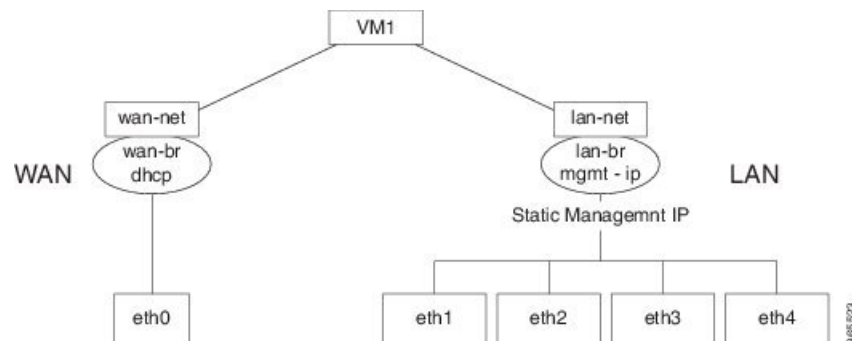 VM1
wan-net
lan-net
wan-br
dhcp
lan-br
mgmt - ip
WAN
LAN
Static Managemnt IP
eth0
eth1
eth2
eth3
eth4